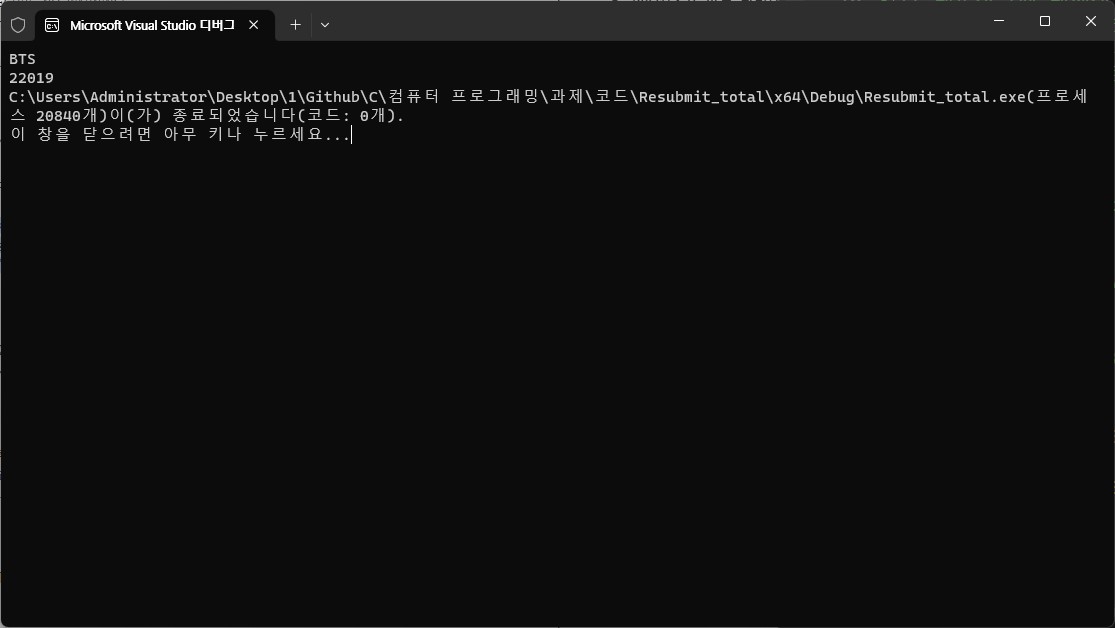 Microsoft Visual Studio 디버그
BTS
22019
C:\Users\Administrator\Desktop\1\Github\C\컴퓨터 프로그래밍\과제\코드\Resubmit_total\x64\Debug\Resubmit_total.exe(프로세
스 20840개)이(가) 종료되었습니다(코드: 0개).
이 창을 닫으려면 아무 키나 누르세요...